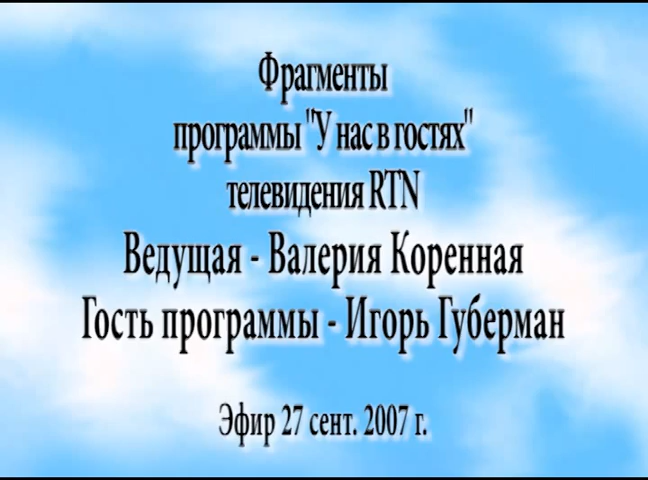 Фрагменты
программы "У нас в гостях"
телевидения RTN
Ведущая - Валерия Коренная
Гость программы - Игорь Губерман
Эфир 27 сент. 2007 г.